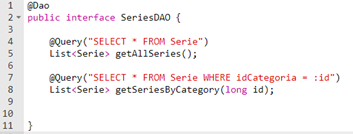 1 @Dao
2 public interface SeriesDAO {
3
4 @Query("SELECT * FROM Serie")
5 List<Serie> getAllSeries();
6
7 @Query("SELECT * FROM Serie WHERE idCategoria = :id")
8 List<Serie> getSeriesByCategory(long id);
9
10
11 }